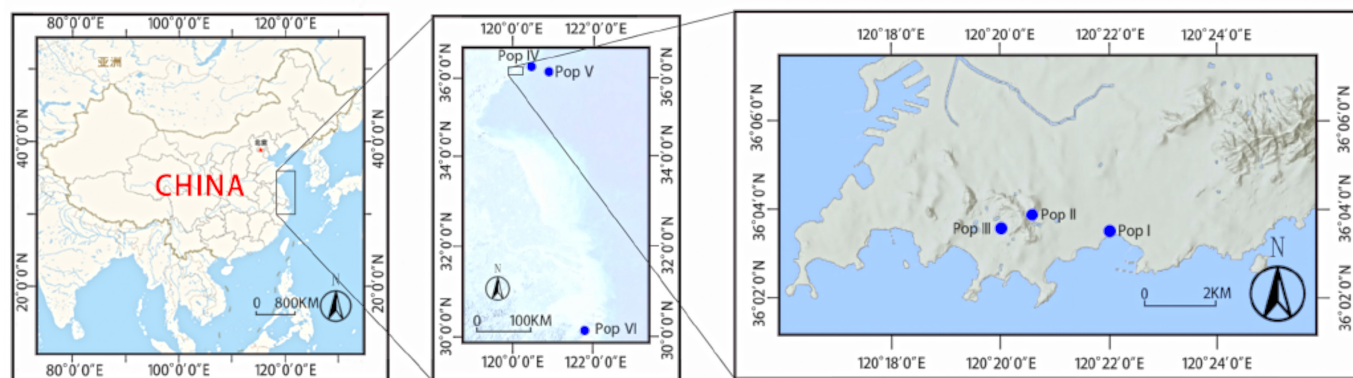 80°0'0"E 100°0'0"E 120°0'0"E
亚洲
40°0'0"N
20°0'0"N
北京
CHINA
40°0'0"N
20°0'0"N
N
0 800KM
80°0'0"E 100°0'0"E 120°0'0"E
120°0'0"E 122°0'0"E
36°0'0"N
34°0'0"N
32°0'0"N
30°0'0"N
Pop IV
Pop V
Pop VI
N
0 100KM
36°0'0"N
34°0'0"N
32°0'0"N
30°0'0"N
120°0'0"E 122°0'0"E
120°18'0"E 120°20'0"E 120°22'0"E 120°24'0"E
36°06'0"N
36°04'0"N
36°02'0"N
Pop II
Pop III
Pop I
N
0 2KM
36°06'0"N
36°04'0"N
36°02'0"N
120°18'0"E 120°20'0"E 120°22'0"E 120°24'0"E